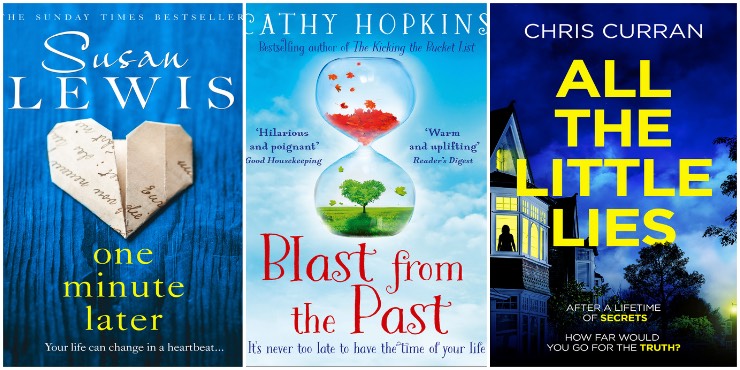 THE SUNDAY TIMES BESTSELLER
Susan
LEWIS
one
minute
later
Your life can change in a heartbeat...
CATHY HOPKINS
Bestselling author of The Kicking the Bucket List
'Hilarious
and poignant'
Good Housekeeping
'Warm
and uplifting'
Reader's Digest
Blast from
the Past
It's never too late to have the time of your life
CHRIS CURRAN
ALL
THE
LITTLE
LIES
AFTER A LIFETIME
OF SECRETS
HOW FAR WOULD
YOU GO FOR THE TRUTH?